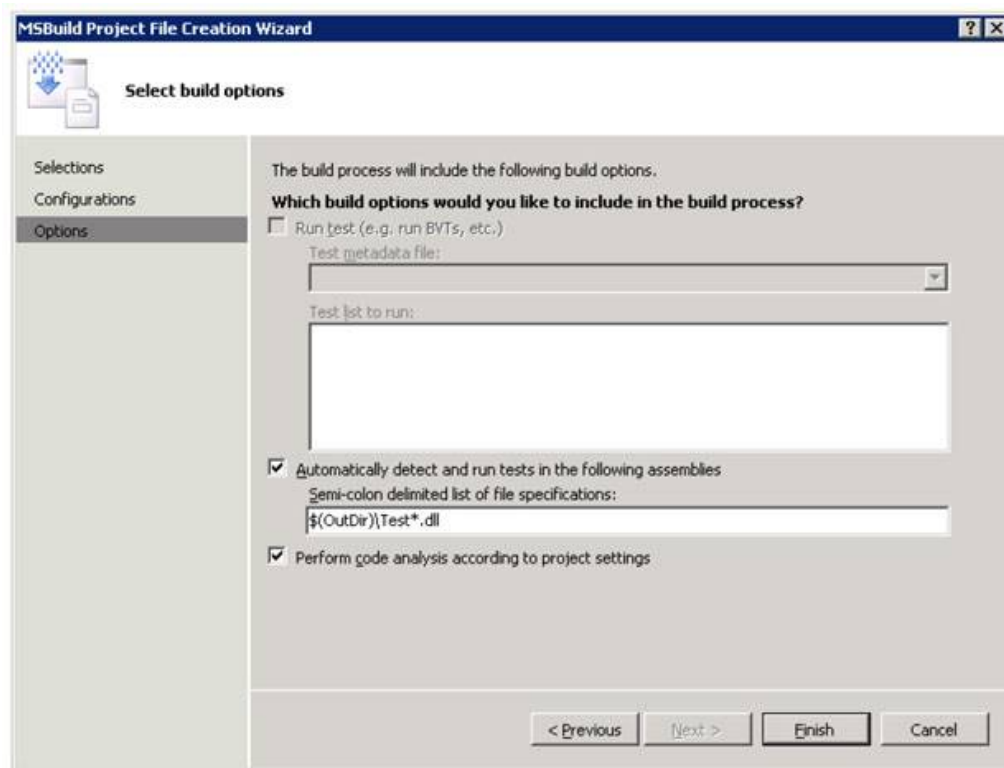 MSBuild Project File Creation Wizard
Select build options
Selections
Configurations
Options
The build process will include the following build options.
Which build options would you like to include in the build process?
Run test (e.g. run BVTs, etc.)
Test metadata file:
Test list to run:
Automatically detect and run tests in the following assemblies
Semi-colon delimited list of file specifications:
$(OutDir)\Test*.dll
Perform code analysis according to project settings
< Previous
Next >
Finish
Cancel